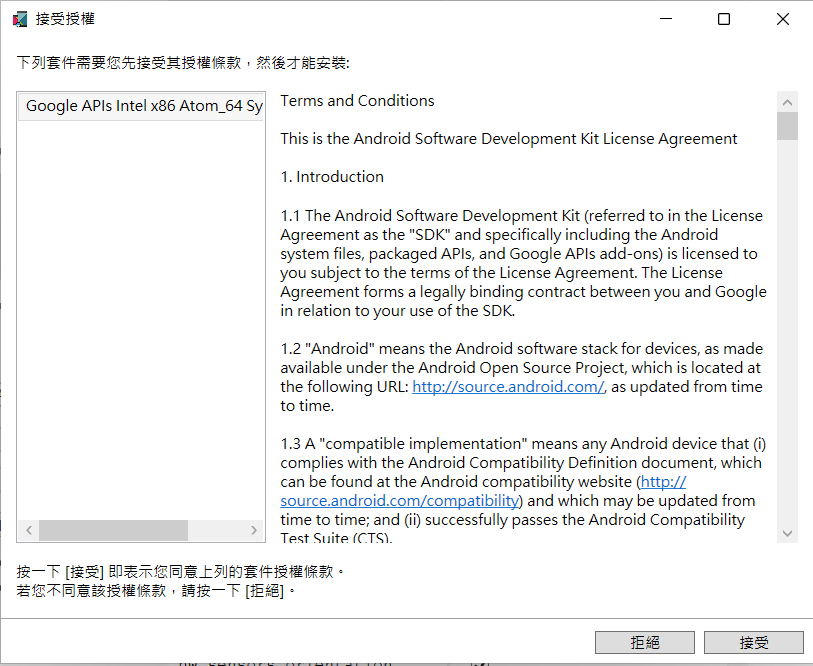 接受授權
下列套件需要您先接受其授權條款，然後才能安裝:
Google APIs Intel x86 Atom_64 Sy
Terms and Conditions
This is the Android Software Development Kit License Agreement
1. Introduction
1.1 The Android Software Development Kit (referred to in the License
Agreement as the "SDK" and specifically including the Android
system files, packaged APIs, and Google APIs add-ons) is licensed to
you subject to the terms of the License Agreement. The License
Agreement forms a legally binding contract between you and Google
in relation to your use of the SDK.
1.2 "Android" means the Android software stack for devices, as made
available under the Android Open Source Project, which is located at
the following URL: http://source.android.com/, as updated from time
to time.
1.3 A "compatible implementation" means any Android device that (i)
complies with the Android Compatibility Definition document, which
can be found at the Android compatibility website (http://
source.android.com/compatibility) and which may be updated from
time to time; and (ii) successfully passes the Android Compatibility
Test Suite (CTS).
按一下 [接受] 即表示您同意上列的套件授權條款。
若您不同意該授權條款，請按一下 [拒絕]。
拒絕
接受